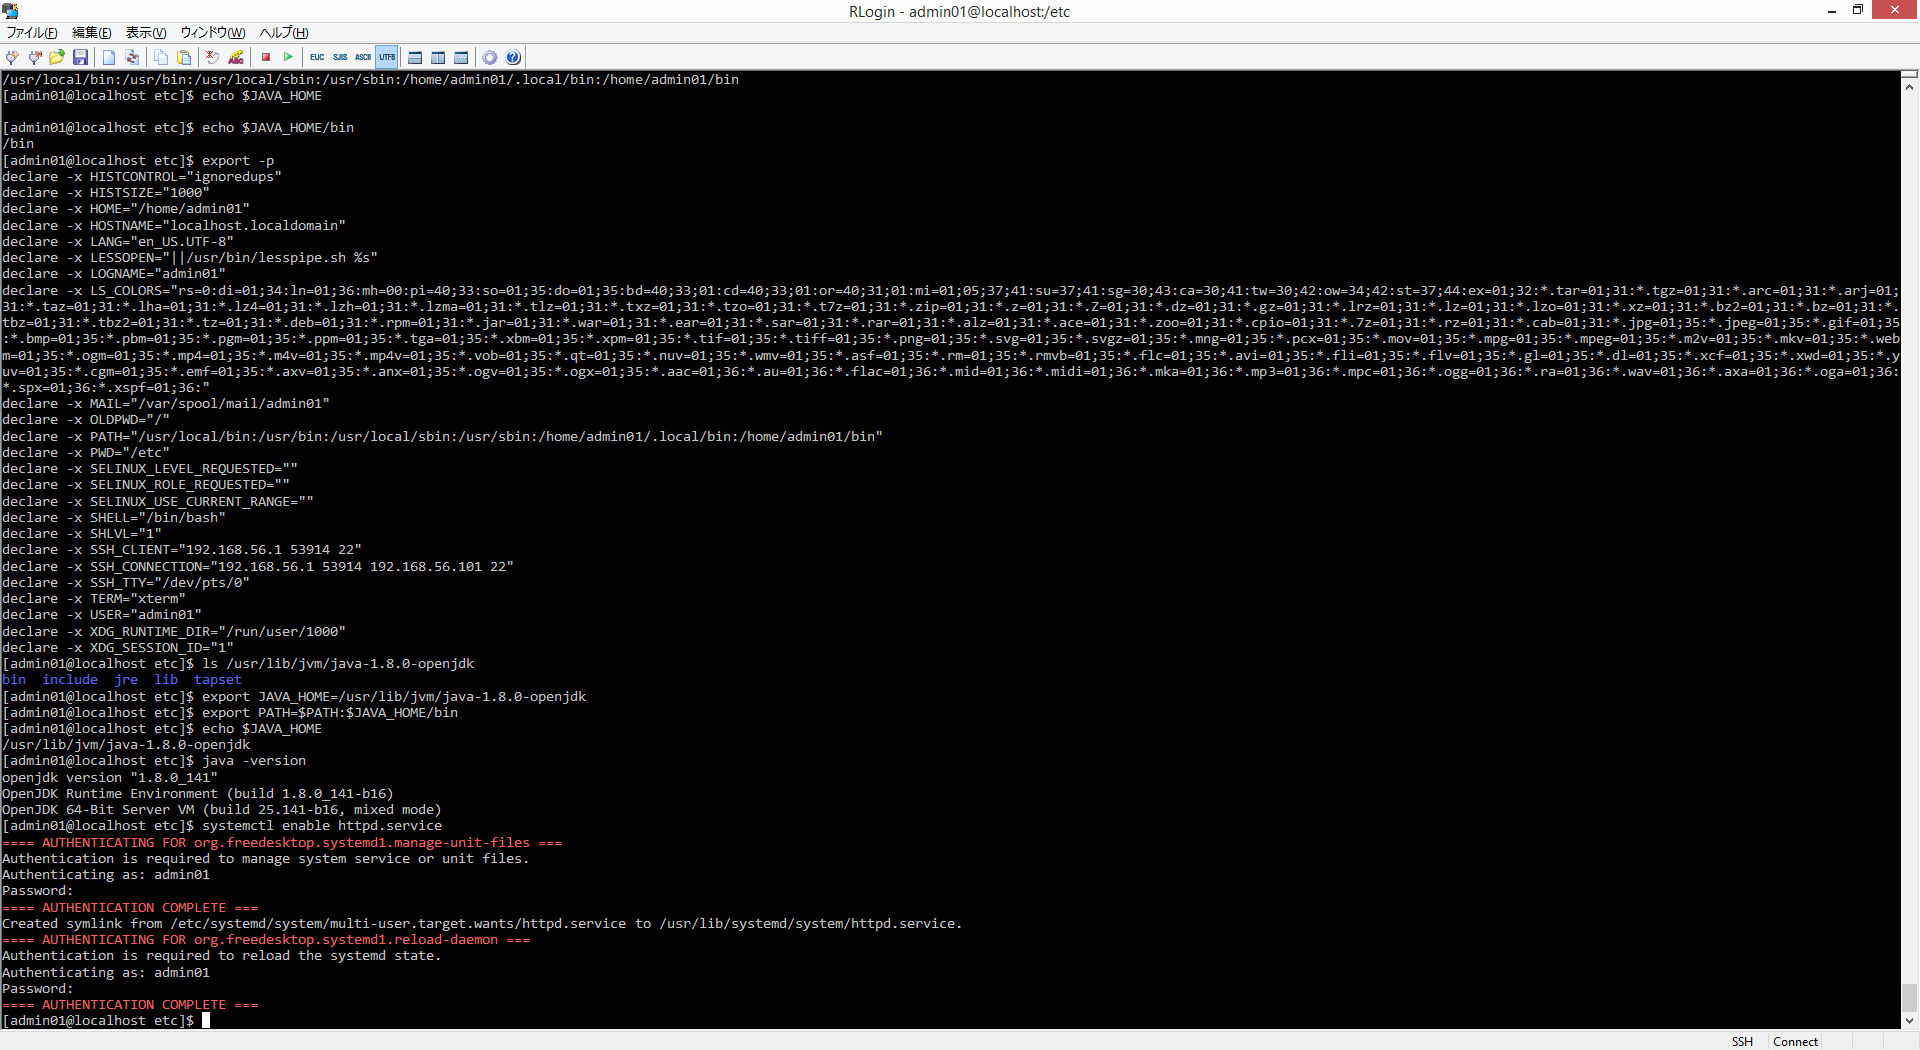 RLogin - admin01@localhost:/etc
ファイル(F) 編集(E) 表示(V) ウィンドウ(W) ヘルプ(H)
EUC SJIS ASCII UTF8
/usr/local/bin:/usr/bin:/usr/local/sbin:/usr/sbin:/home/admin01/.local/bin:/home/admin01/bin
[admin01@localhost etc]$ echo $JAVA_HOME
[admin01@localhost etc]$ echo $JAVA_HOME/bin
/bin
[admin01@localhost etc]$ export -p
declare -x HISTCONTROL="ignoredups"
declare -x HISTSIZE="1000"
declare -x HOME="/home/admin01"
declare -x HOSTNAME="localhost.localdomain"
declare -x LANG="en_US.UTF-8"
declare -x LESSOPEN="||/usr/bin/lesspipe.sh %s"
declare -x LOGNAME="admin01"
declare -x LS_COLORS="rs=0:di=01;34:ln=01;36:mh=00:pi=40;33:so=01;35:do=01;35:bd=40;33;01:cd=40;33;01:or=40;31;01:mi=01;05;37;41:su=37;41:sg=30;43:ca=30;41:tw=30;42:ow=34;42:st=37;44:ex=01;32:*.tar=01;31:*.tgz=01;31:*.arc=01;31:*.arj=01;
31:*.taz=01;31:*.lha=01;31:*.lz4=01;31:*.lzh=01;31:*.lzma=01;31:*.tlz=01;31:*.txz=01;31:*.tzo=01;31:*.t7z=01;31:*.zip=01;31:*.z=01;31:*.Z=01;31:*.dz=01;31:*.gz=01;31:*.lrz=01;31:*.lz=01;31:*.lzo=01;31:*.xz=01;31:*.bz2=01;31:*.bz=01;31:*.
tbz=01;31:*.tbz2=01;31:*.tz=01;31:*.deb=01;31:*.rpm=01;31:*.jar=01;31:*.war=01;31:*.ear=01;31:*.sar=01;31:*.rar=01;31:*.alz=01;31:*.ace=01;31:*.zoo=01;31:*.cpio=01;31:*.7z=01;31:*.rz=01;31:*.cab=01;31:*.jpg=01;35:*.jpeg=01;35:*.gif=01;35
:*.bmp=01;35:*.pbm=01;35:*.pgm=01;35:*.ppm=01;35:*.tga=01;35:*.xbm=01;35:*.xpm=01;35:*.tif=01;35:*.tiff=01;35:*.png=01;35:*.svg=01;35:*.svgz=01;35:*.mng=01;35:*.pcx=01;35:*.mov=01;35:*.mpg=01;35:*.mpeg=01;35:*.m2v=01;35:*.mkv=01;35:*.web
m=01;35:*.ogm=01;35:*.mp4=01;35:*.m4v=01;35:*.mp4v=01;35:*.vob=01;35:*.qt=01;35:*.nuv=01;35:*.wmv=01;35:*.asf=01;35:*.rm=01;35:*.rmvb=01;35:*.flc=01;35:*.avi=01;35:*.fli=01;35:*.flv=01;35:*.gl=01;35:*.dl=01;35:*.xcf=01;35:*.xwd=01;35:*.y
uv=01;35:*.cgm=01;35:*.emf=01;35:*.axv=01;35:*.anx=01;35:*.ogv=01;35:*.ogx=01;35:*.aac=01;36:*.au=01;36:*.flac=01;36:*.mid=01;36:*.midi=01;36:*.mka=01;36:*.mp3=01;36:*.mpc=01;36:*.ogg=01;36:*.ra=01;36:*.wav=01;36:*.axa=01;36:*.oga=01;36:
*.spx=01;36:*.xspf=01;36:"
declare -x MAIL="/var/spool/mail/admin01"
declare -x OLDPWD="/"
declare -x PATH="/usr/local/bin:/usr/bin:/usr/local/sbin:/usr/sbin:/home/admin01/.local/bin:/home/admin01/bin"
declare -x PWD="/etc"
declare -x SELINUX_LEVEL_REQUESTED=""
declare -x SELINUX_ROLE_REQUESTED=""
declare -x SELINUX_USE_CURRENT_RANGE=""
declare -x SHELL="/bin/bash"
declare -x SHLVL="1"
declare -x SSH_CLIENT="192.168.56.1 53914 22"
declare -x SSH_CONNECTION="192.168.56.1 53914 192.168.56.101 22"
declare -x SSH_TTY="/dev/pts/0"
declare -x TERM="xterm"
declare -x USER="admin01"
declare -x XDG_RUNTIME_DIR="/run/user/1000"
declare -x XDG_SESSION_ID="1"
[admin01@localhost etc]$ ls /usr/lib/jvm/java-1.8.0-openjdk
bin include jre lib tapset
[admin01@localhost etc]$ export JAVA_HOME=/usr/lib/jvm/java-1.8.0-openjdk
[admin01@localhost etc]$ export PATH=$PATH:$JAVA_HOME/bin
[admin01@localhost etc]$ echo $JAVA_HOME
/usr/lib/jvm/java-1.8.0-openjdk
[admin01@localhost etc]$ java -version
openjdk version "1.8.0_141"
OpenJDK Runtime Environment (build 1.8.0_141-b16)
OpenJDK 64-Bit Server VM (build 25.141-b16, mixed mode)
[admin01@localhost etc]$ systemctl enable httpd.service
==== AUTHENTICATING FOR org.freedesktop.systemd1.manage-unit-files ===
Authentication is required to manage system service or unit files.
Authenticating as: admin01
Password:
==== AUTHENTICATION COMPLETE ===
Created symlink from /etc/systemd/system/multi-user.target.wants/httpd.service to /usr/lib/systemd/system/httpd.service.
==== AUTHENTICATING FOR org.freedesktop.systemd1.reload-daemon ===
Authentication is required to reload the systemd state.
Authenticating as: admin01
Password:
==== AUTHENTICATION COMPLETE ===
[admin01@localhost etc]$
SSH Connect